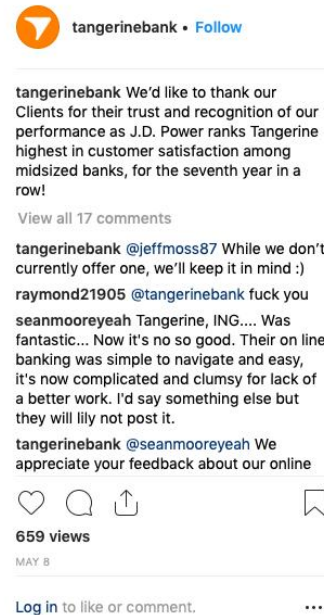 tangerinebank • Follow
tangerinebank We'd like to thank our
Clients for their trust and recognition of our
performance as J.D. Power ranks Tangerine
highest in customer satisfaction among
midsized banks, for the seventh year in a
row!
View all 17 comments
tangerinebank @jeffmoss87 While we don't
currently offer one, we'll keep it in mind :)
raymond21905 @tangerinebank fuck you
seanmooreyeah Tangerine, ING.... Was
fantastic... Now it's no so good. Their on line
banking was simple to navigate and easy,
it's now complicated and clumsy for lack of
a better work. I'd say something else but
they will lily not post it.
tangerinebank @seanmooreyeah We
appreciate your feedback about our online
659 views
MAY 8
Log in to like or comment.